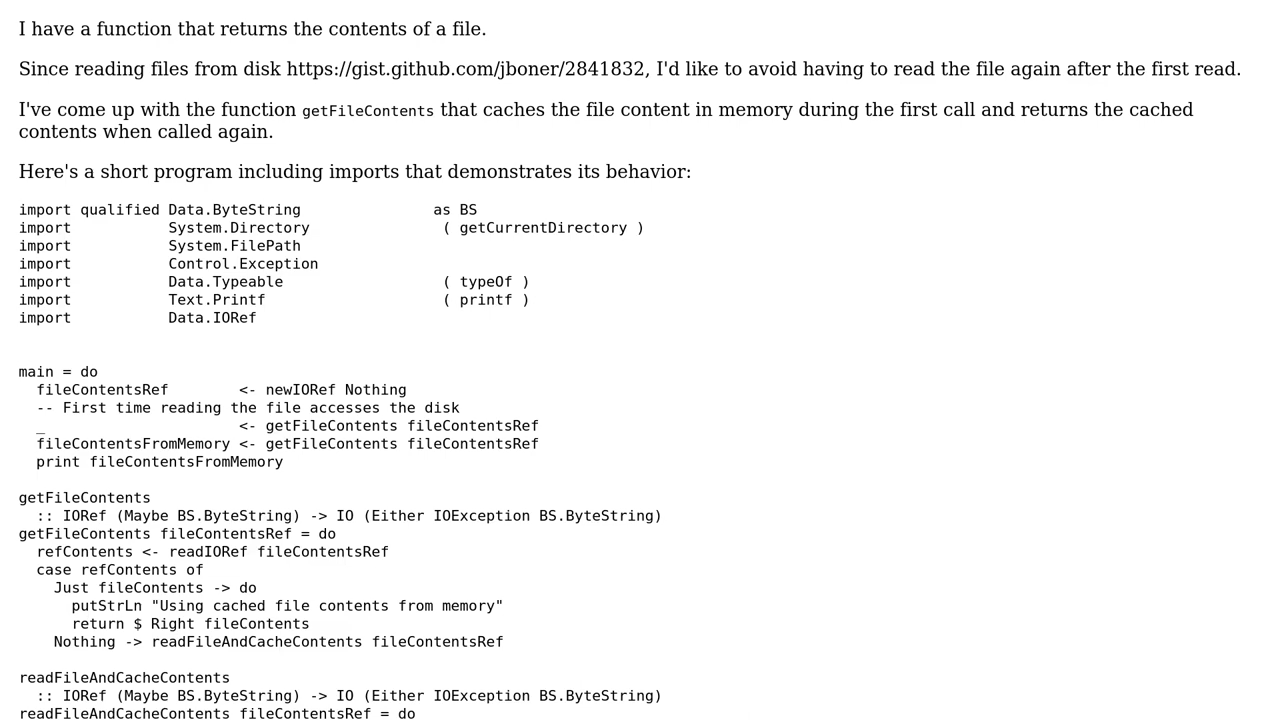 I have a function that returns the contents of a file.
Since reading files from disk https://gist.github.com/jboner/2841832, I'd like to avoid having to read the file again after the first read.
I've come up with the function getFileContents that caches the file content in memory during the first call and returns the cached
contents when called again.
Here's a short program including imports that demonstrates its behavior:
import qualified Data.ByteString               as BS
import           System.Directory               ( getCurrentDirectory )
import           System.FilePath
import           Control.Exception
import           Data.Typeable                  ( typeOf )
import           Text.Printf                    ( printf )
import           Data.IORef
main = do
  fileContentsRef        <- newIORef Nothing
  -- First time reading the file accesses the disk
  _                      <- getFileContents fileContentsRef
  fileContentsFromMemory <- getFileContents fileContentsRef
  print fileContentsFromMemory
getFileContents
  :: IORef (Maybe BS.ByteString) -> IO (Either IOException BS.ByteString)
getFileContents fileContentsRef = do
  refContents <- readIORef fileContentsRef
  case refContents of
    Just fileContents -> do
      putStrLn "Using cached file contents from memory"
      return $ Right fileContents
    Nothing -> readFileAndCacheContents fileContentsRef
readFileAndCacheContents
  :: IORef (Maybe BS.ByteString) -> IO (Either IOException BS.ByteString)
readFileAndCacheContents fileContentsRef = do